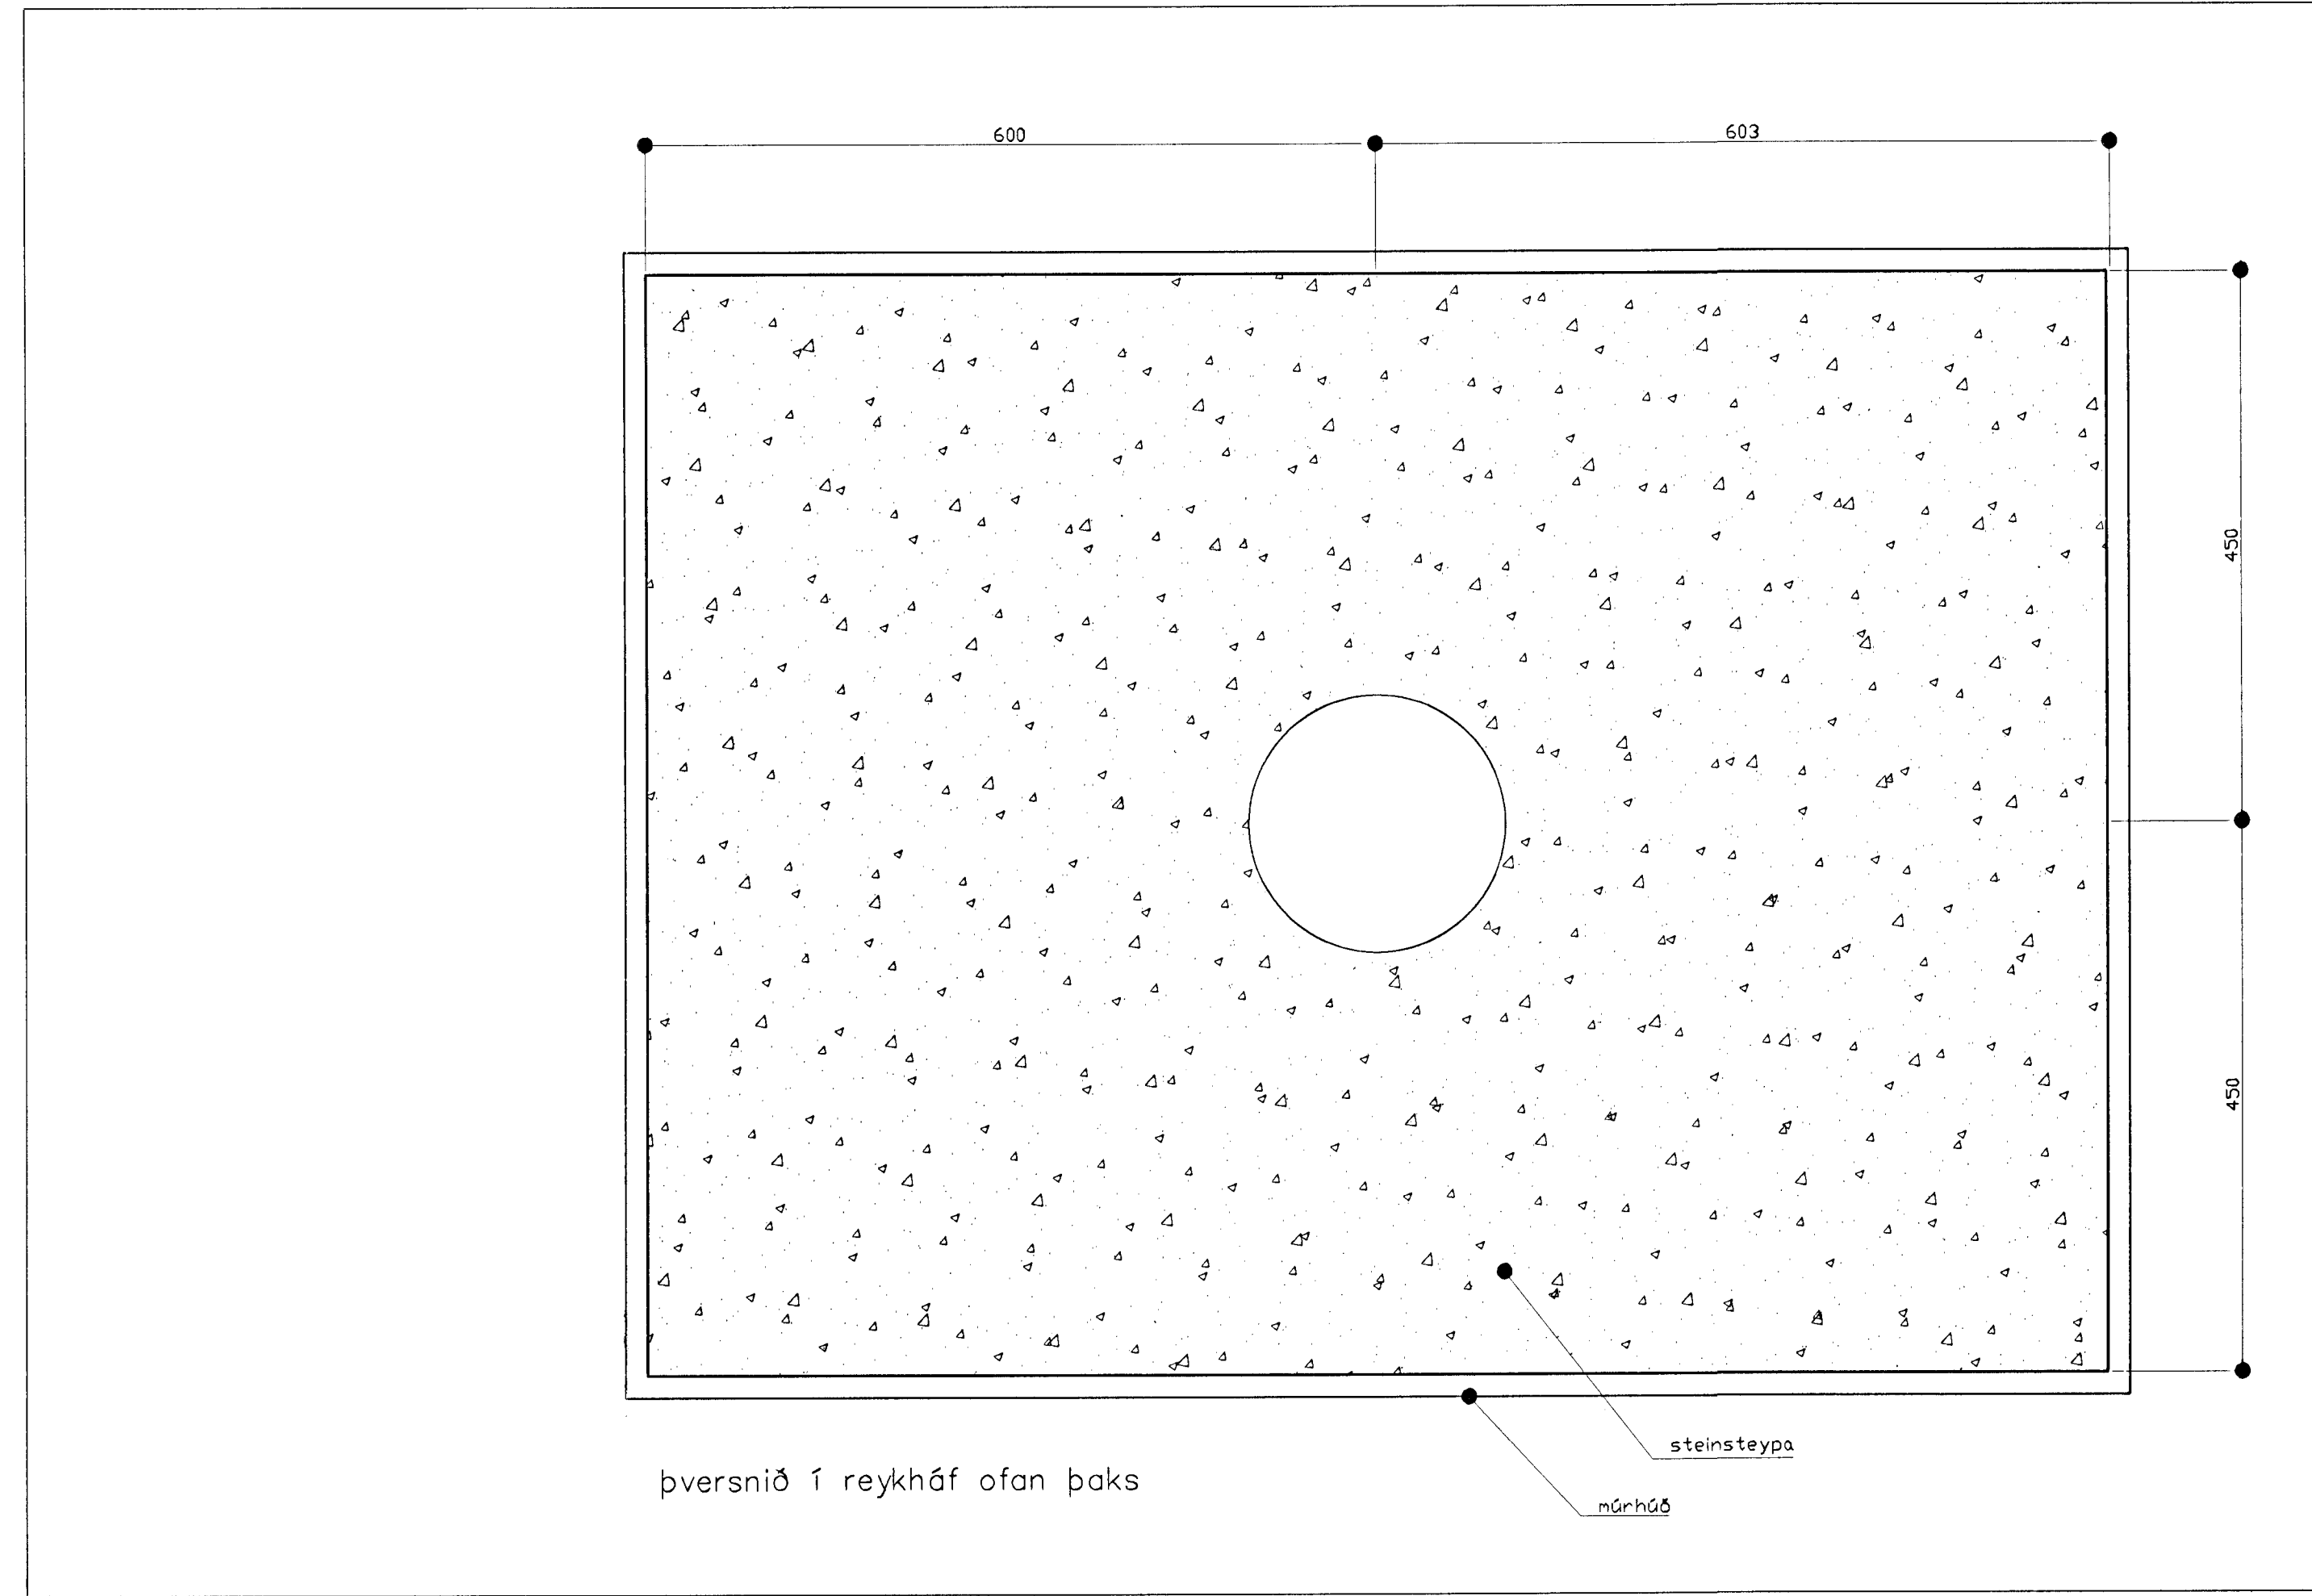 600
603
450
450
steinsteypa
þversnið í reykháf ofan þaks
múrhúð